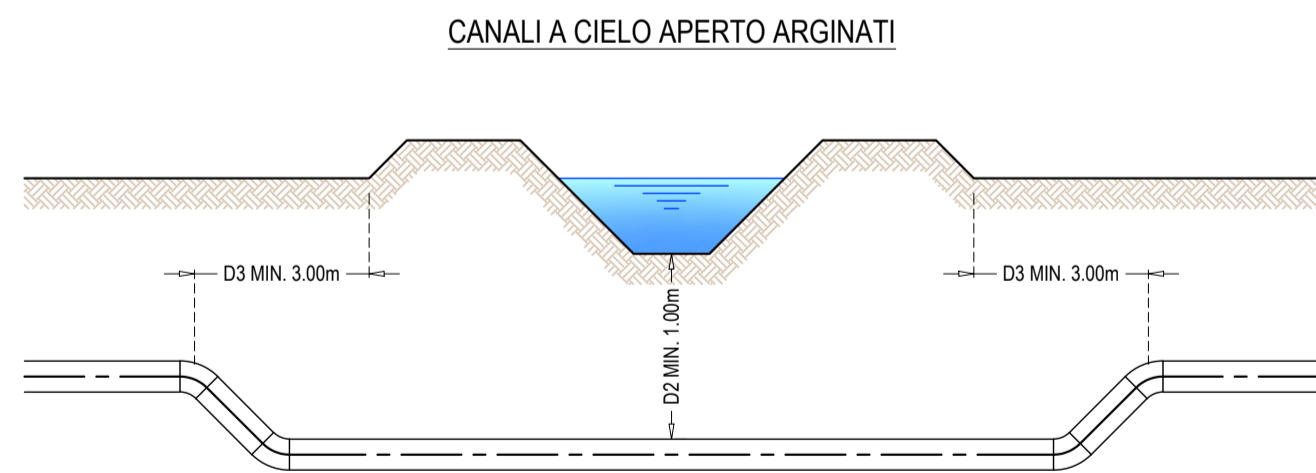 CANALI A CIELO APERTO ARGINATI
D3 MIN. 3.00m
D3 MIN. 3.00m
D2 MIN. 1.00m